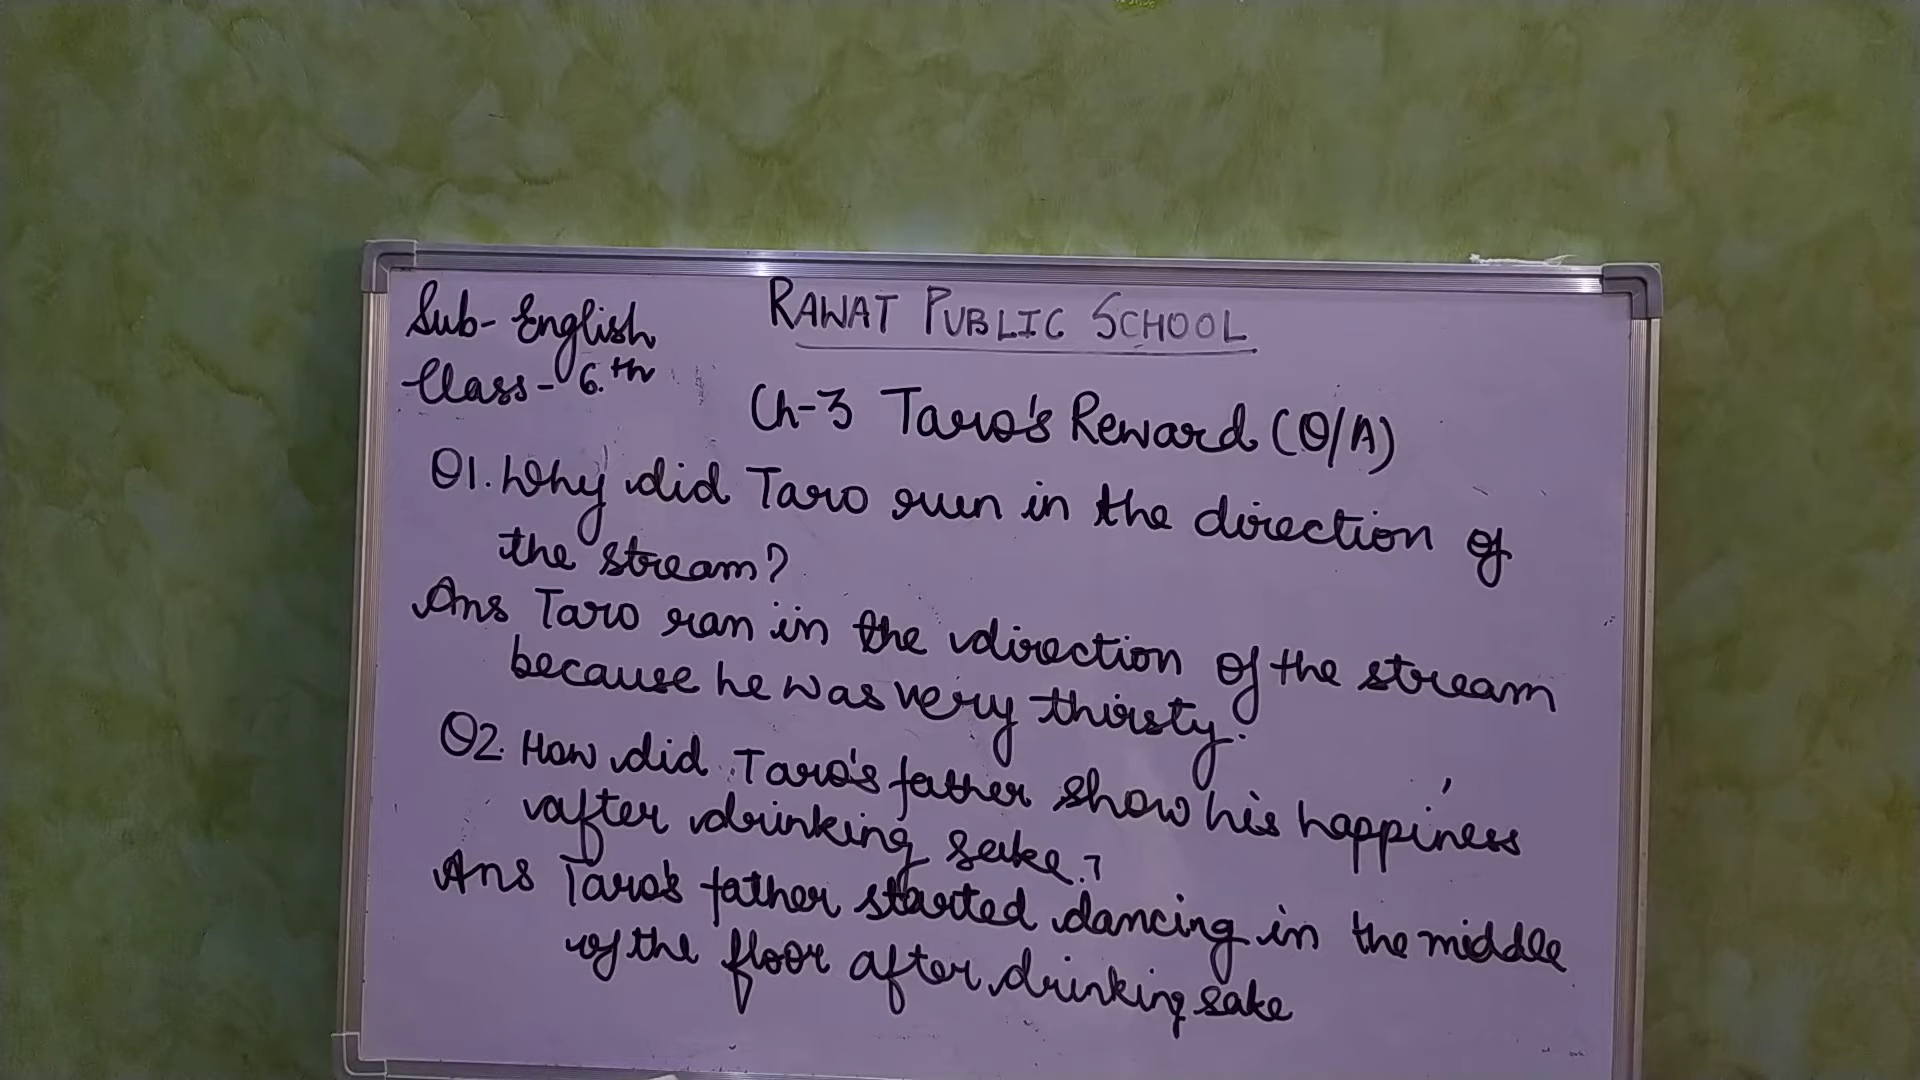 RAWAT PUBLIC SCHOOL
Sub- English
Class- 6.th
Ch-3 Taro's Reward (Q/A)
Q1. Why did Taro run in the direction of
the stream?
Ans Taro ran in the direction of the stream
because he was very thirsty.
Q2. How did Taro's father show his happiness
after drinking sake.?
Ans Taro's father started dancing in the middle
of the floor after drinking sake